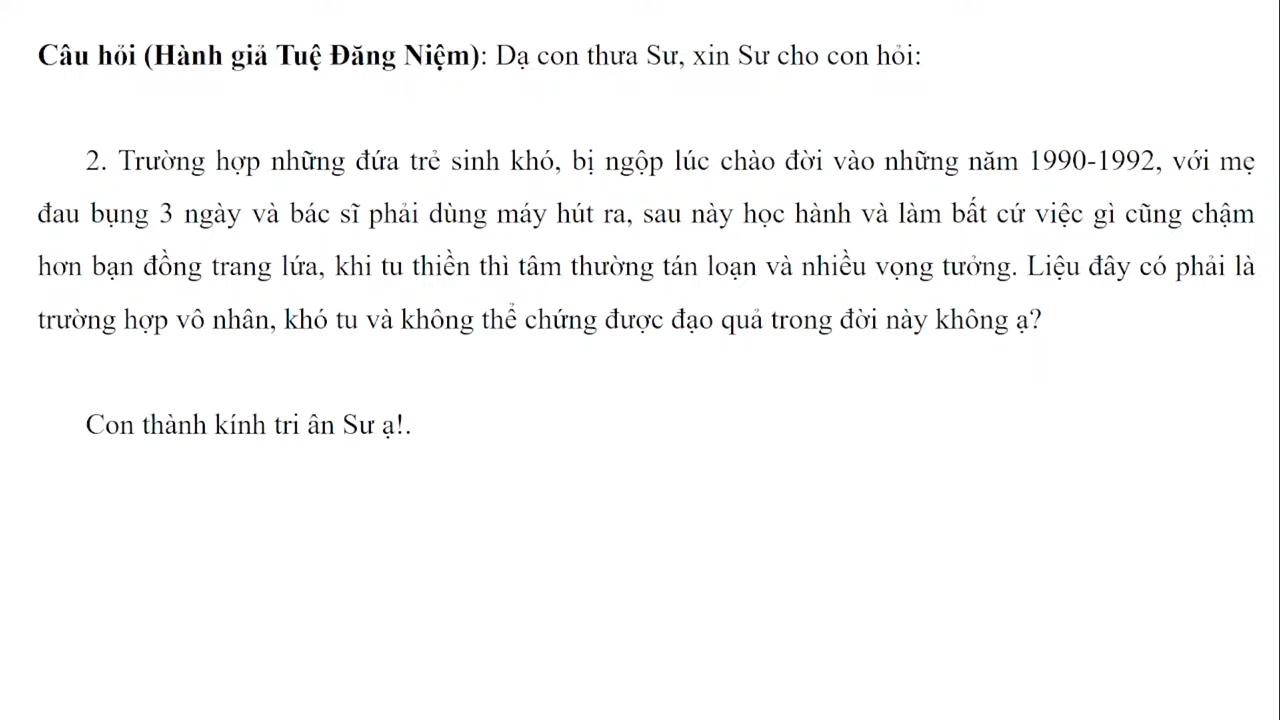 Câu hỏi (Hành giả Tuệ Đăng Niệm): Dạ con thưa Sư, xin Sư cho con hỏi:
2. Trường hợp những đứa trẻ sinh khó, bị ngộp lúc chào đời vào những năm 1990-1992, với mẹ
đau bụng 3 ngày và bác sĩ phải dùng máy hút ra, sau này học hành và làm bất cứ việc gì cũng chậm
hơn bạn đồng trang lứa, khi tu thiền thì tâm thường tán loạn và nhiều vọng tưởng. Liệu đây có phải là
trường hợp vô nhân, khó tu và không thể chứng được đạo quả trong đời này không ạ?
Con thành kính tri ân Sư ạ!.